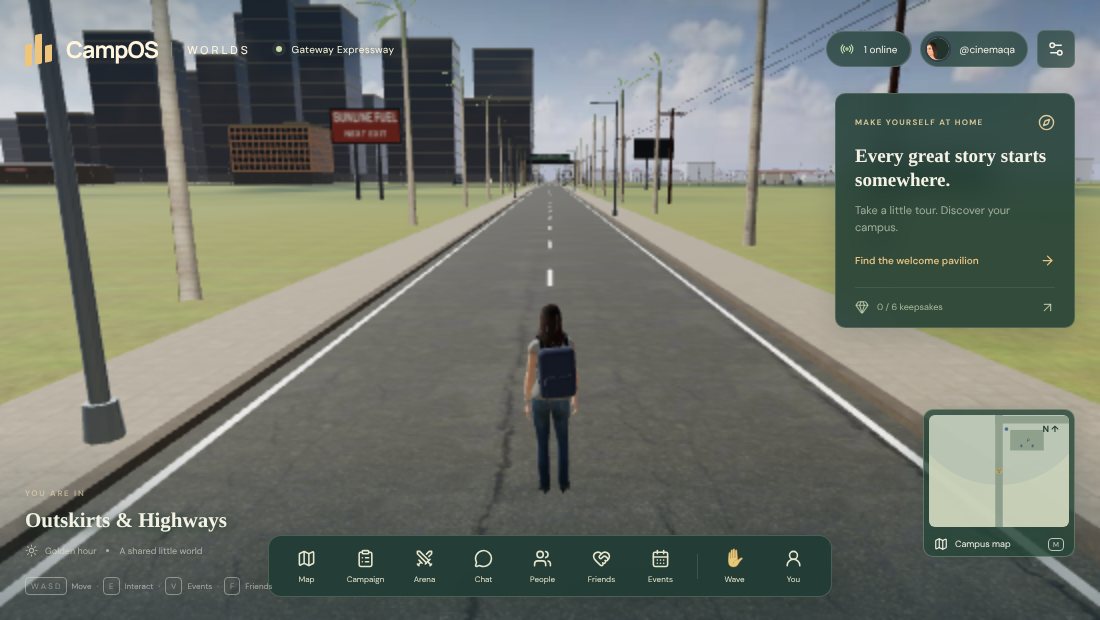 CampOS WORLDS Gateway Expressway
1 online @cinemaqa
SUNLINE FUEL
NEXT EXIT
MAKE YOURSELF AT HOME
Every great story starts
somewhere.
Take a little tour. Discover your
campus.
Find the welcome pavilion
0 / 6 keepsakes
N
Campus map M
YOU ARE IN
Outskirts & Highways
Golden hour • A shared little world
W A S D Move · E Interact · V Events · F Friends
Map Campaign Arena Chat People Friends Events Wave You